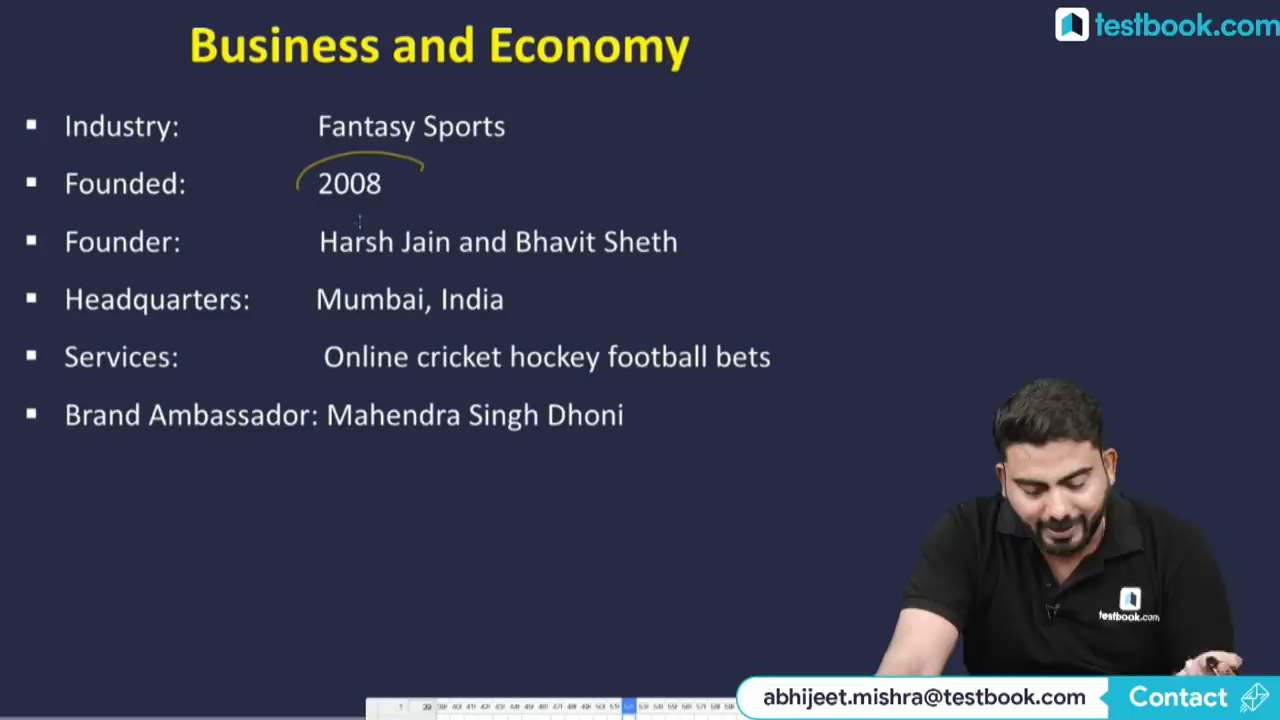 testbook.com
Business and Economy
▪ Industry: Fantasy Sports
▪ Founded: 2008
▪ Founder: Harsh Jain and Bhavit Sheth
▪ Headquarters: Mumbai, India
▪ Services: Online cricket hockey football bets
▪ Brand Ambassador: Mahendra Singh Dhoni
testbook.com
abhijeet.mishra@testbook.com Contact